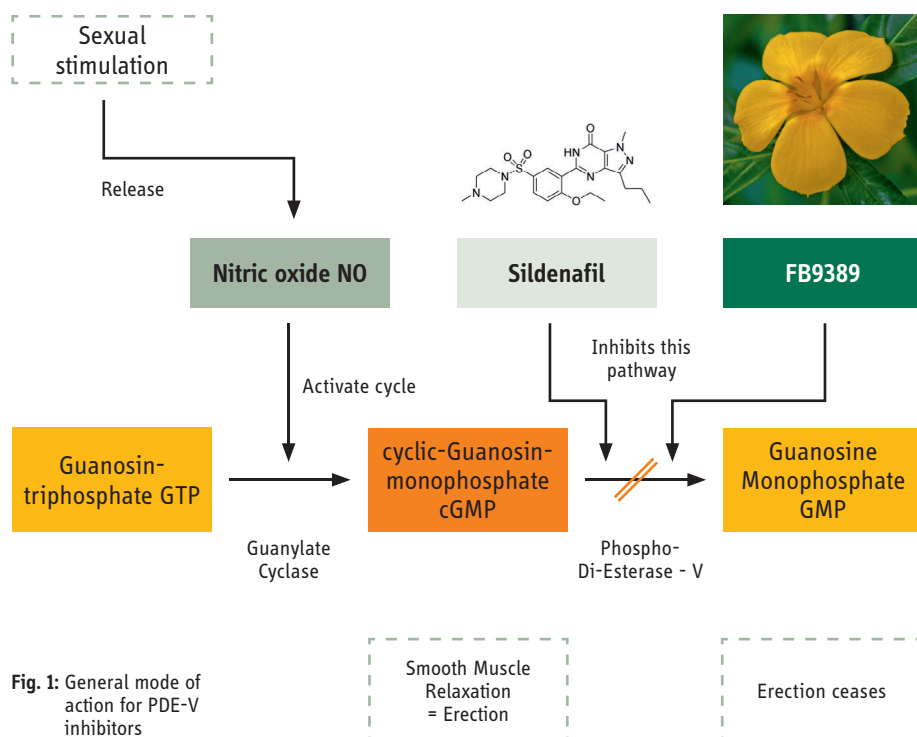 Sexual
stimulation
Release
O
N
N
HN
N
O
O
S
N
N
O
Nitric oxide NO
Sildenafil
FB9389
Inhibits this
pathway
Activate cycle
Guanosin-
triphosphate GTP
cyclic-Guanosin-
monophosphate
cGMP
Guanosine
Monophosphate
GMP
Guanylate
Cyclase
Phospho-
Di-Esterase - V
Fig. 1: General mode of
action for PDE-V
inhibitors
Smooth Muscle
Relaxation
= Erection
Erection ceases